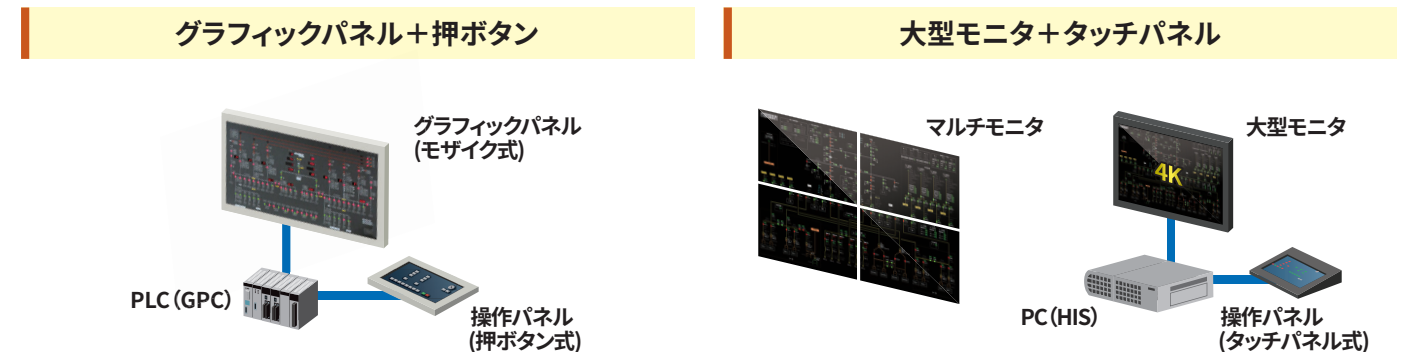 グラフィックパネル＋押ボタン
グラフィックパネル
(モザイク式)
PLC（GPC）
操作パネル
(押ボタン式)
大型モニタ＋タッチパネル
マルチモニタ
大型モニタ
4K
PC（HIS）
操作パネル
(タッチパネル式)